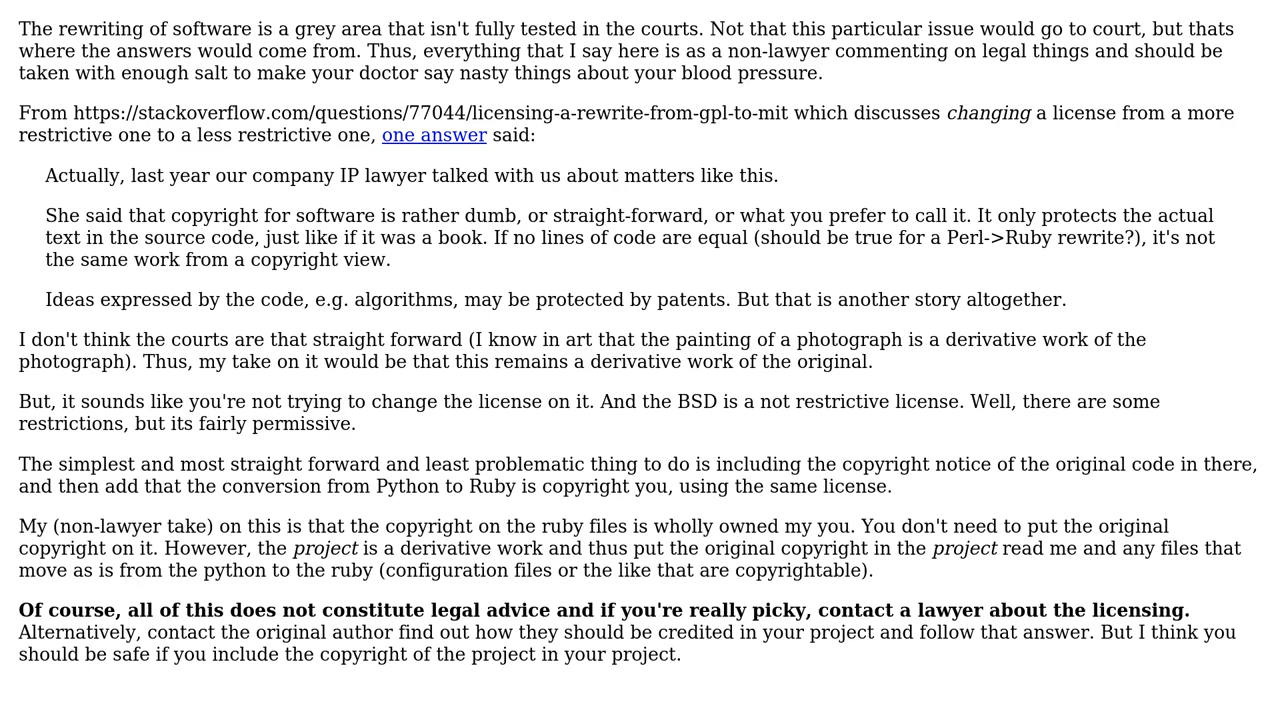 The rewriting of software is a grey area that isn't fully tested in the courts. Not that this particular issue would go to court, but thats
where the answers would come from. Thus, everything that I say here is as a non-lawyer commenting on legal things and should be
taken with enough salt to make your doctor say nasty things about your blood pressure.
From https://stackoverflow.com/questions/77044/licensing-a-rewrite-from-gpl-to-mit which discusses changing a license from a more
restrictive one to a less restrictive one, one answer said:
Actually, last year our company IP lawyer talked with us about matters like this.
She said that copyright for software is rather dumb, or straight-forward, or what you prefer to call it. It only protects the actual
text in the source code, just like if it was a book. If no lines of code are equal (should be true for a Perl->Ruby rewrite?), it's not
the same work from a copyright view.
Ideas expressed by the code, e.g. algorithms, may be protected by patents. But that is another story altogether.
I don't think the courts are that straight forward (I know in art that the painting of a photograph is a derivative work of the
photograph). Thus, my take on it would be that this remains a derivative work of the original.
But, it sounds like you're not trying to change the license on it. And the BSD is a not restrictive license. Well, there are some
restrictions, but its fairly permissive.
The simplest and most straight forward and least problematic thing to do is including the copyright notice of the original code in there,
and then add that the conversion from Python to Ruby is copyright you, using the same license.
My (non-lawyer take) on this is that the copyright on the ruby files is wholly owned my you. You don't need to put the original
copyright on it. However, the project is a derivative work and thus put the original copyright in the project read me and any files that
move as is from the python to the ruby (configuration files or the like that are copyrightable).
Of course, all of this does not constitute legal advice and if you're really picky, contact a lawyer about the licensing.
Alternatively, contact the original author find out how they should be credited in your project and follow that answer. But I think you
should be safe if you include the copyright of the project in your project.